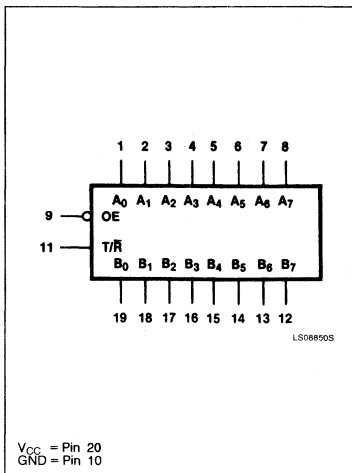 1 2 3 4 5 6 7 8
A0 A1 A2 A3 A4 A5 A6 A7
9 OE
11 T/R̅
B0 B1 B2 B3 B4 B5 B6 B7
19 18 17 16 15 14 13 12
LS08850S
VCC = Pin 20
GND = Pin 10